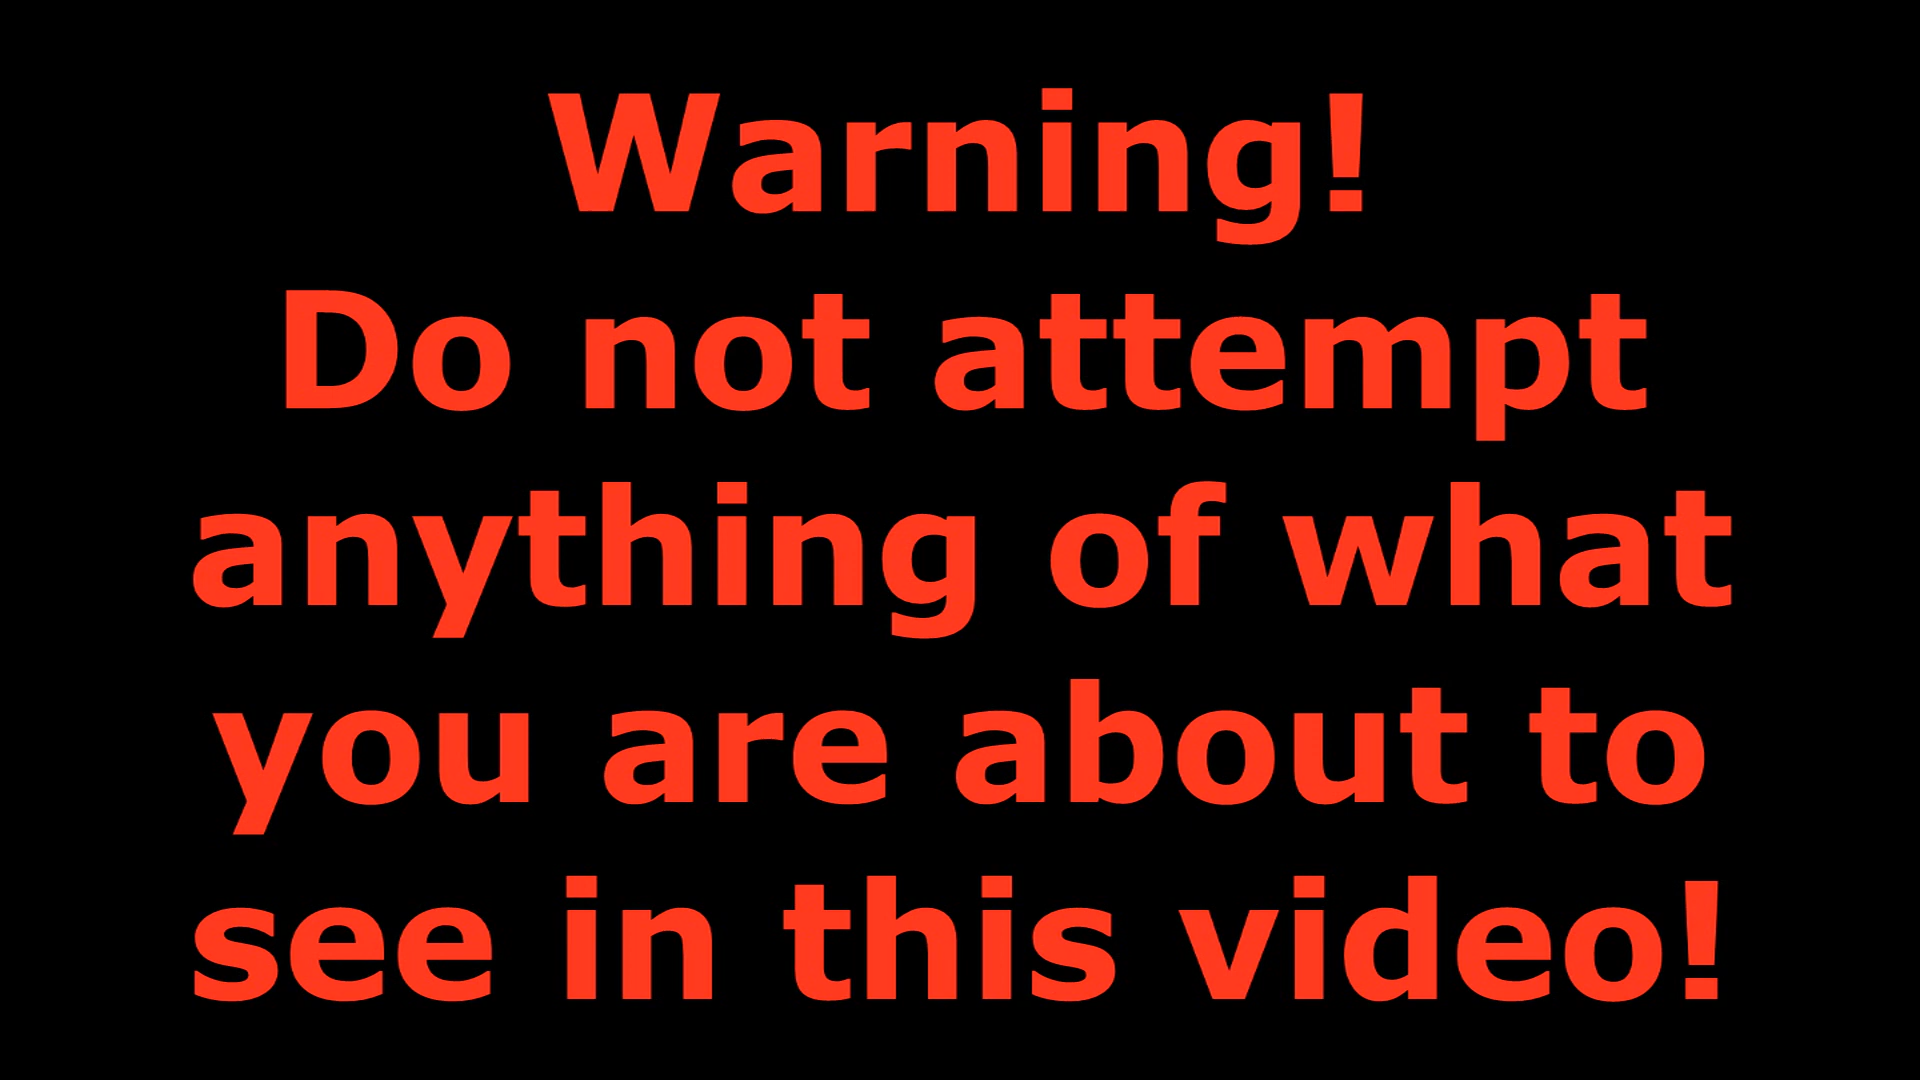 Warning!
Do not attempt
anything of what
you are about to
see in this video!